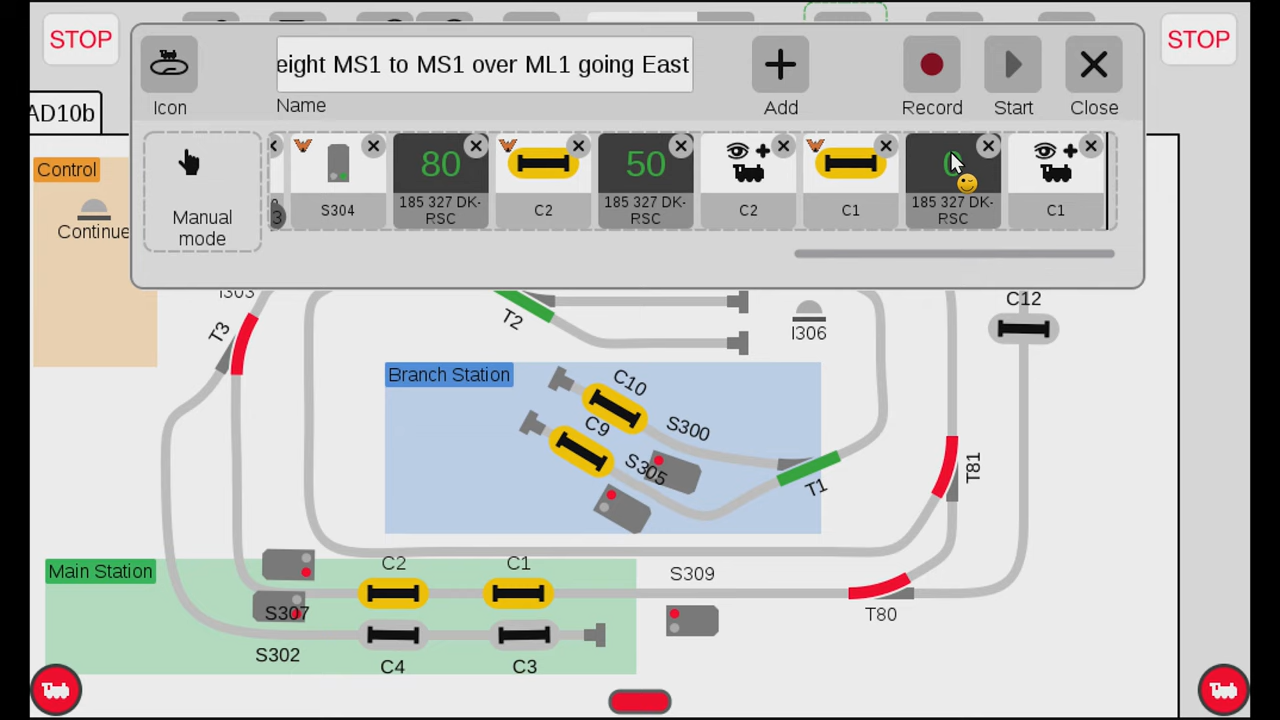 STOP
STOP
eight MS1 to MS1 over ML1 going East
Icon
Name
Add
Record
Start
Close
AD10b
Control
Continue
Manual
mode
3
S304
80
185 327 DK-
RSC
C2
50
185 327 DK-
RSC
C2
C1
185 327 DK-
RSC
C1
I303
T3
T2
I306
C12
Branch Station
C10
C9
S300
S305
T1
T81
Main Station
C2
C1
S309
S307
T80
S302
C4
C3